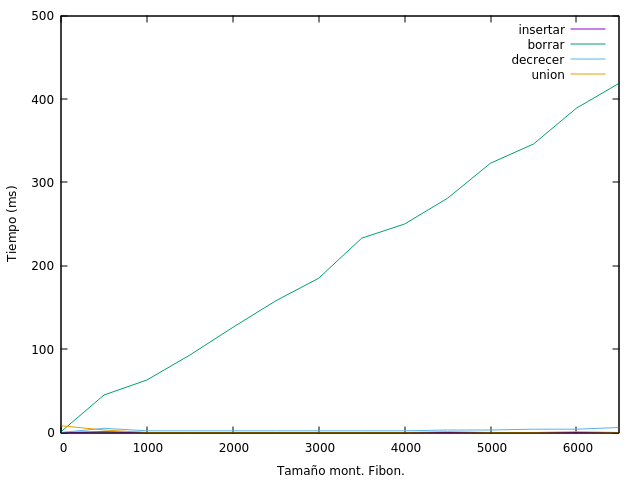 500
400
300
200
100
0
Tiempo (ms)
insertar
borrar
decrecer
union
0 1000 2000 3000 4000 5000 6000
Tamaño mont. Fibon.